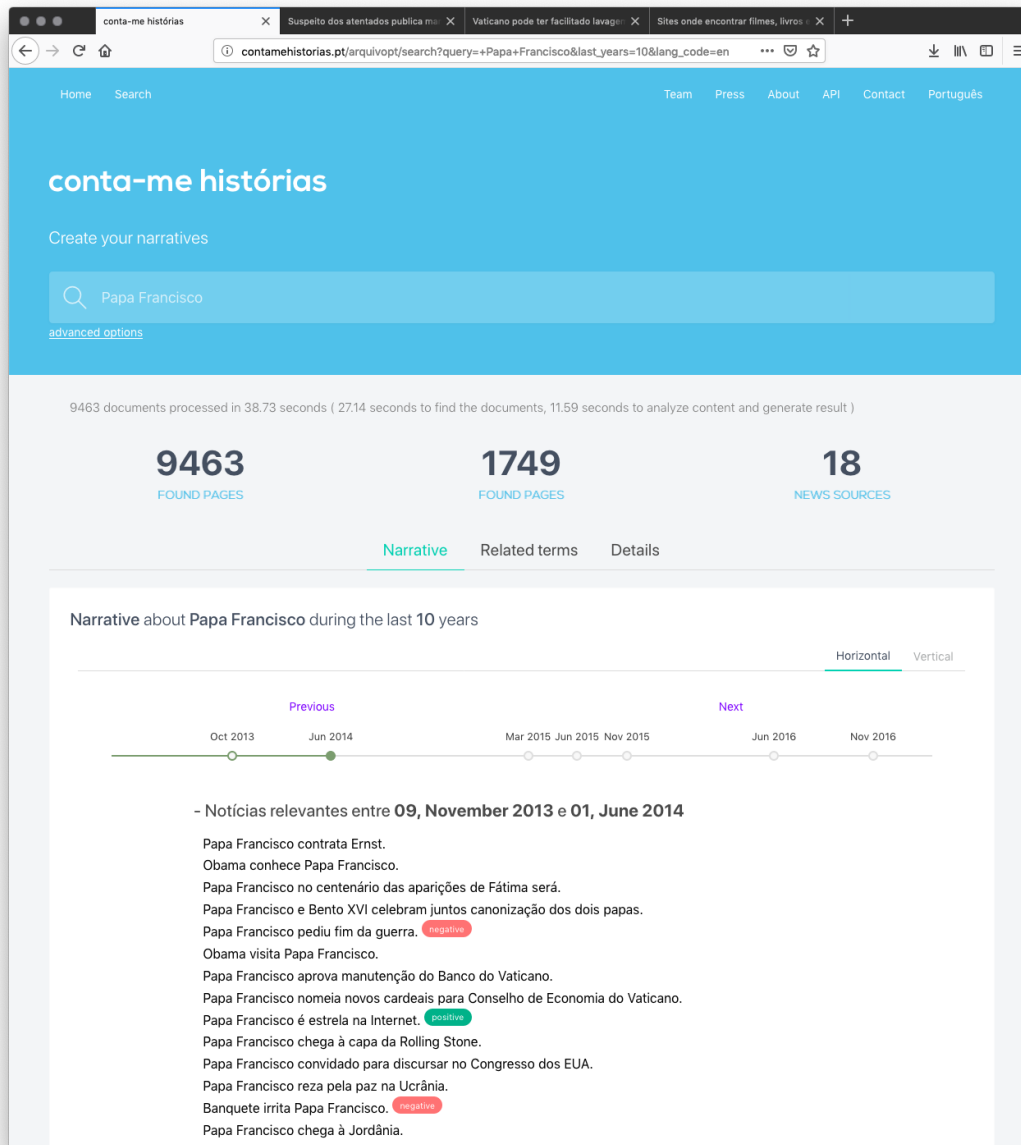 conta-me histórias
Suspeito dos atentados publica ma
Vaticano pode ter facilitado lavagen
Sites onde encontrar filmes, livros e
contamehistorias.pt/arquivopt/search?query=+Papa+Francisco&last_years=10&lang_code=en
Home Search Team Press About API Contact Português
conta-me histórias
Create your narratives
Papa Francisco
advanced options
9463 documents processed in 38.73 seconds ( 27.14 seconds to find the documents, 11.59 seconds to analyze content and generate result )
9463 1749 18
FOUND PAGES FOUND PAGES NEWS SOURCES
Narrative Related terms Details
Narrative about Papa Francisco during the last 10 years
Horizontal Vertical
Previous Next
Oct 2013 Jun 2014 Mar 2015 Jun 2015 Nov 2015 Jun 2016 Nov 2016
- Notícias relevantes entre 09, November 2013 e 01, June 2014
Papa Francisco contrata Ernst.
Obama conhece Papa Francisco.
Papa Francisco no centenário das aparições de Fátima será.
Papa Francisco e Bento XVI celebram juntos canonização dos dois papas.
Papa Francisco pediu fim da guerra. negative
Obama visita Papa Francisco.
Papa Francisco aprova manutenção do Banco do Vaticano.
Papa Francisco nomeia novos cardeais para Conselho de Economia do Vaticano.
Papa Francisco é estrela na Internet. positive
Papa Francisco chega à capa da Rolling Stone.
Papa Francisco convidado para discursar no Congresso dos EUA.
Papa Francisco reza pela paz na Ucrânia.
Banquete irrita Papa Francisco. negative
Papa Francisco chega à Jordânia.